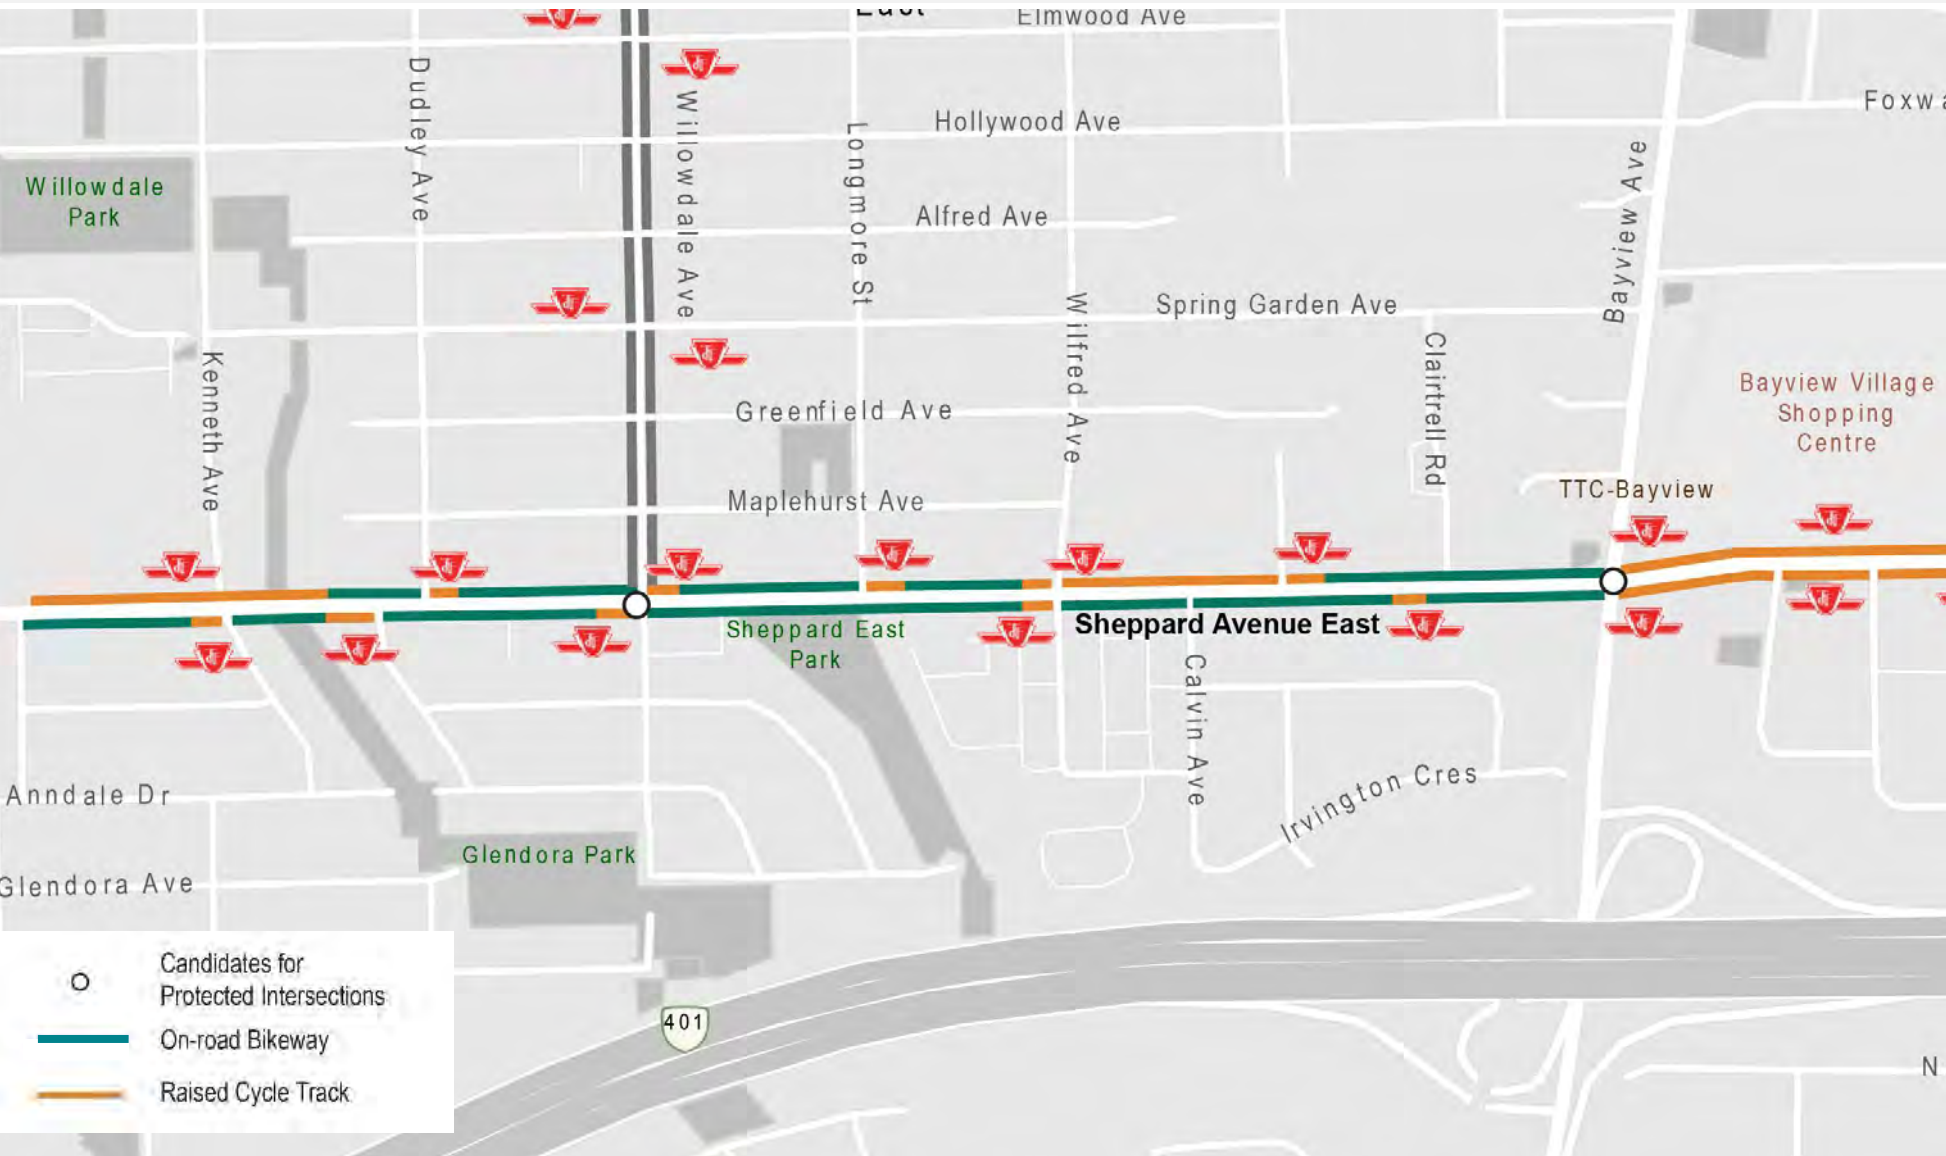 Elmwood Ave
Foxwa
Hollywood Ave
Dudley Ave
Willowdale Ave
Longmore St
Bayview Ave
Willowdale
Park
Alfred Ave
Spring Garden Ave
Wilfred Ave
Clairtrell Rd
Kenneth Ave
Bayview Village
Shopping
Centre
Greenfield Ave
TTC-Bayview
Maplehurst Ave
Sheppard East
Park
Sheppard Avenue East
Calvin Ave
Irvington Cres
Anndale Dr
Glendora Park
Glendora Ave
Candidates for
Protected Intersections
On-road Bikeway
Raised Cycle Track
401
N